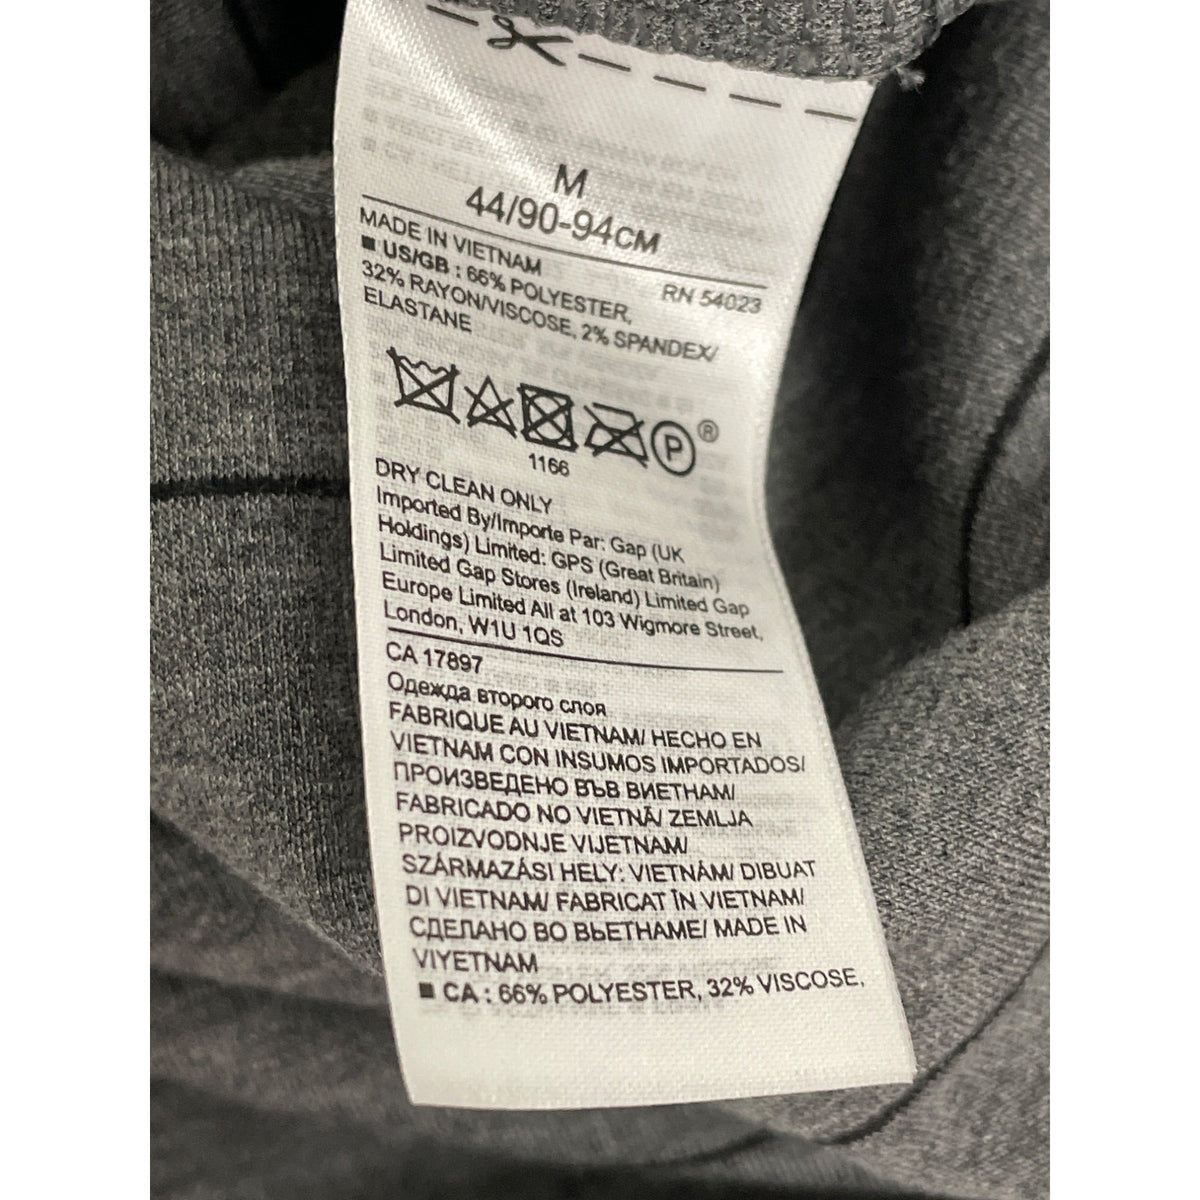 M
44/90-94CM
MADE IN VIETNAM
RN 54023
■ US/GB : 66% POLYESTER,
32% RAYON/VISCOSE, 2% SPANDEX/
ELASTANE
P®
1166
DRY CLEAN ONLY
Imported By/Importe Par: Gap (UK
Holdings) Limited: GPS (Great Britain)
Limited Gap Stores (Ireland) Limited Gap
Europe Limited All at 103 Wigmore Street,
London, W1U 1QS
CA 17897
Одежда второго слоя
FABRIQUE AU VIETNAM/ HECHO EN
VIETNAM CON INSUMOS IMPORTADOS/
ПРОИЗВЕДЕНО ВЪВ ВИЕТНАМ/
FABRICADO NO VIETNÃ/ ZEMLJA
PROIZVODNJE VIJETNAM/
SZÁRMAZÁSI HELY: VIETNÁM/ DIBUAT
DI VIETNAM/ FABRICAT ÎN VIETNAM/
СДЕЛАНО ВО ВЬЕТНАМЕ/ MADE IN
VIYETNAM
■ CA : 66% POLYESTER, 32% VISCOSE,